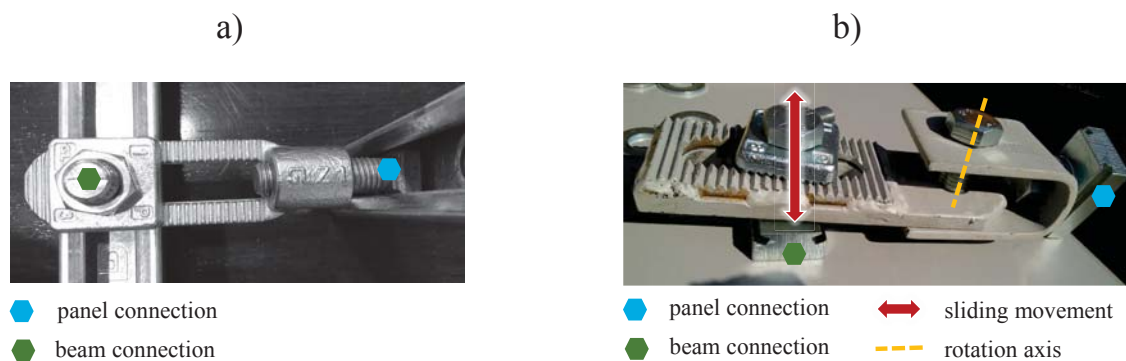 a)
b)
panel connection
beam connection
panel connection
sliding movement
beam connection
rotation axis